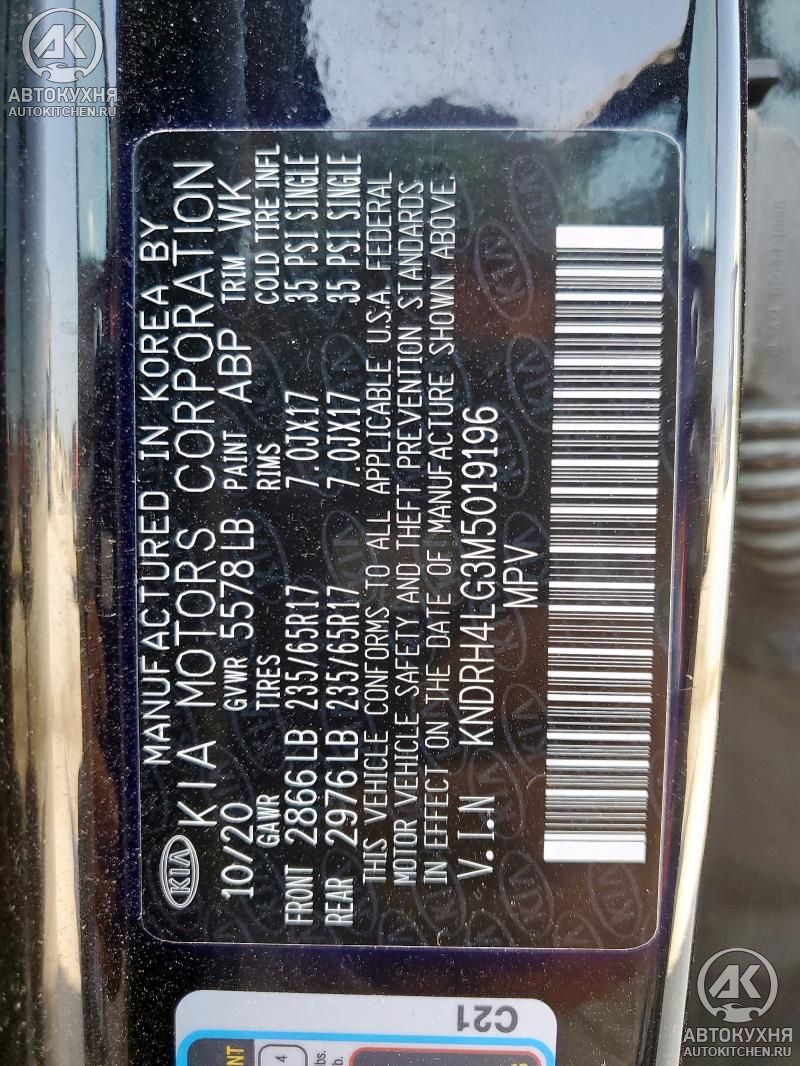 АВТОКУХНЯ
AUTOKITCHEN.RU
KIA
MANUFACTURED IN KOREA BY
KIA MOTORS CORPORATION
10/20 GVWR 5578 LB PAINT ABP TRIM WK
GAWR TIRES RIMS COLD TIRE INFL
FRONT 2866 LB 235/65R17 7.0JX17 35 PSI SINGLE
REAR 2976 LB 235/65R17 7.0JX17 35 PSI SINGLE
THIS VEHICLE CONFORMS TO ALL APPLICABLE U.S.A. FEDERAL
MOTOR VEHICLE SAFETY AND THEFT PREVENTION STANDARDS
IN EFFECT ON THE DATE OF MANUFACTURE SHOWN ABOVE.
V.I.N KNDRH4LG3M5019196
MPV
C21
4
АВТОКУХНЯ
AUTOKITCHEN.RU